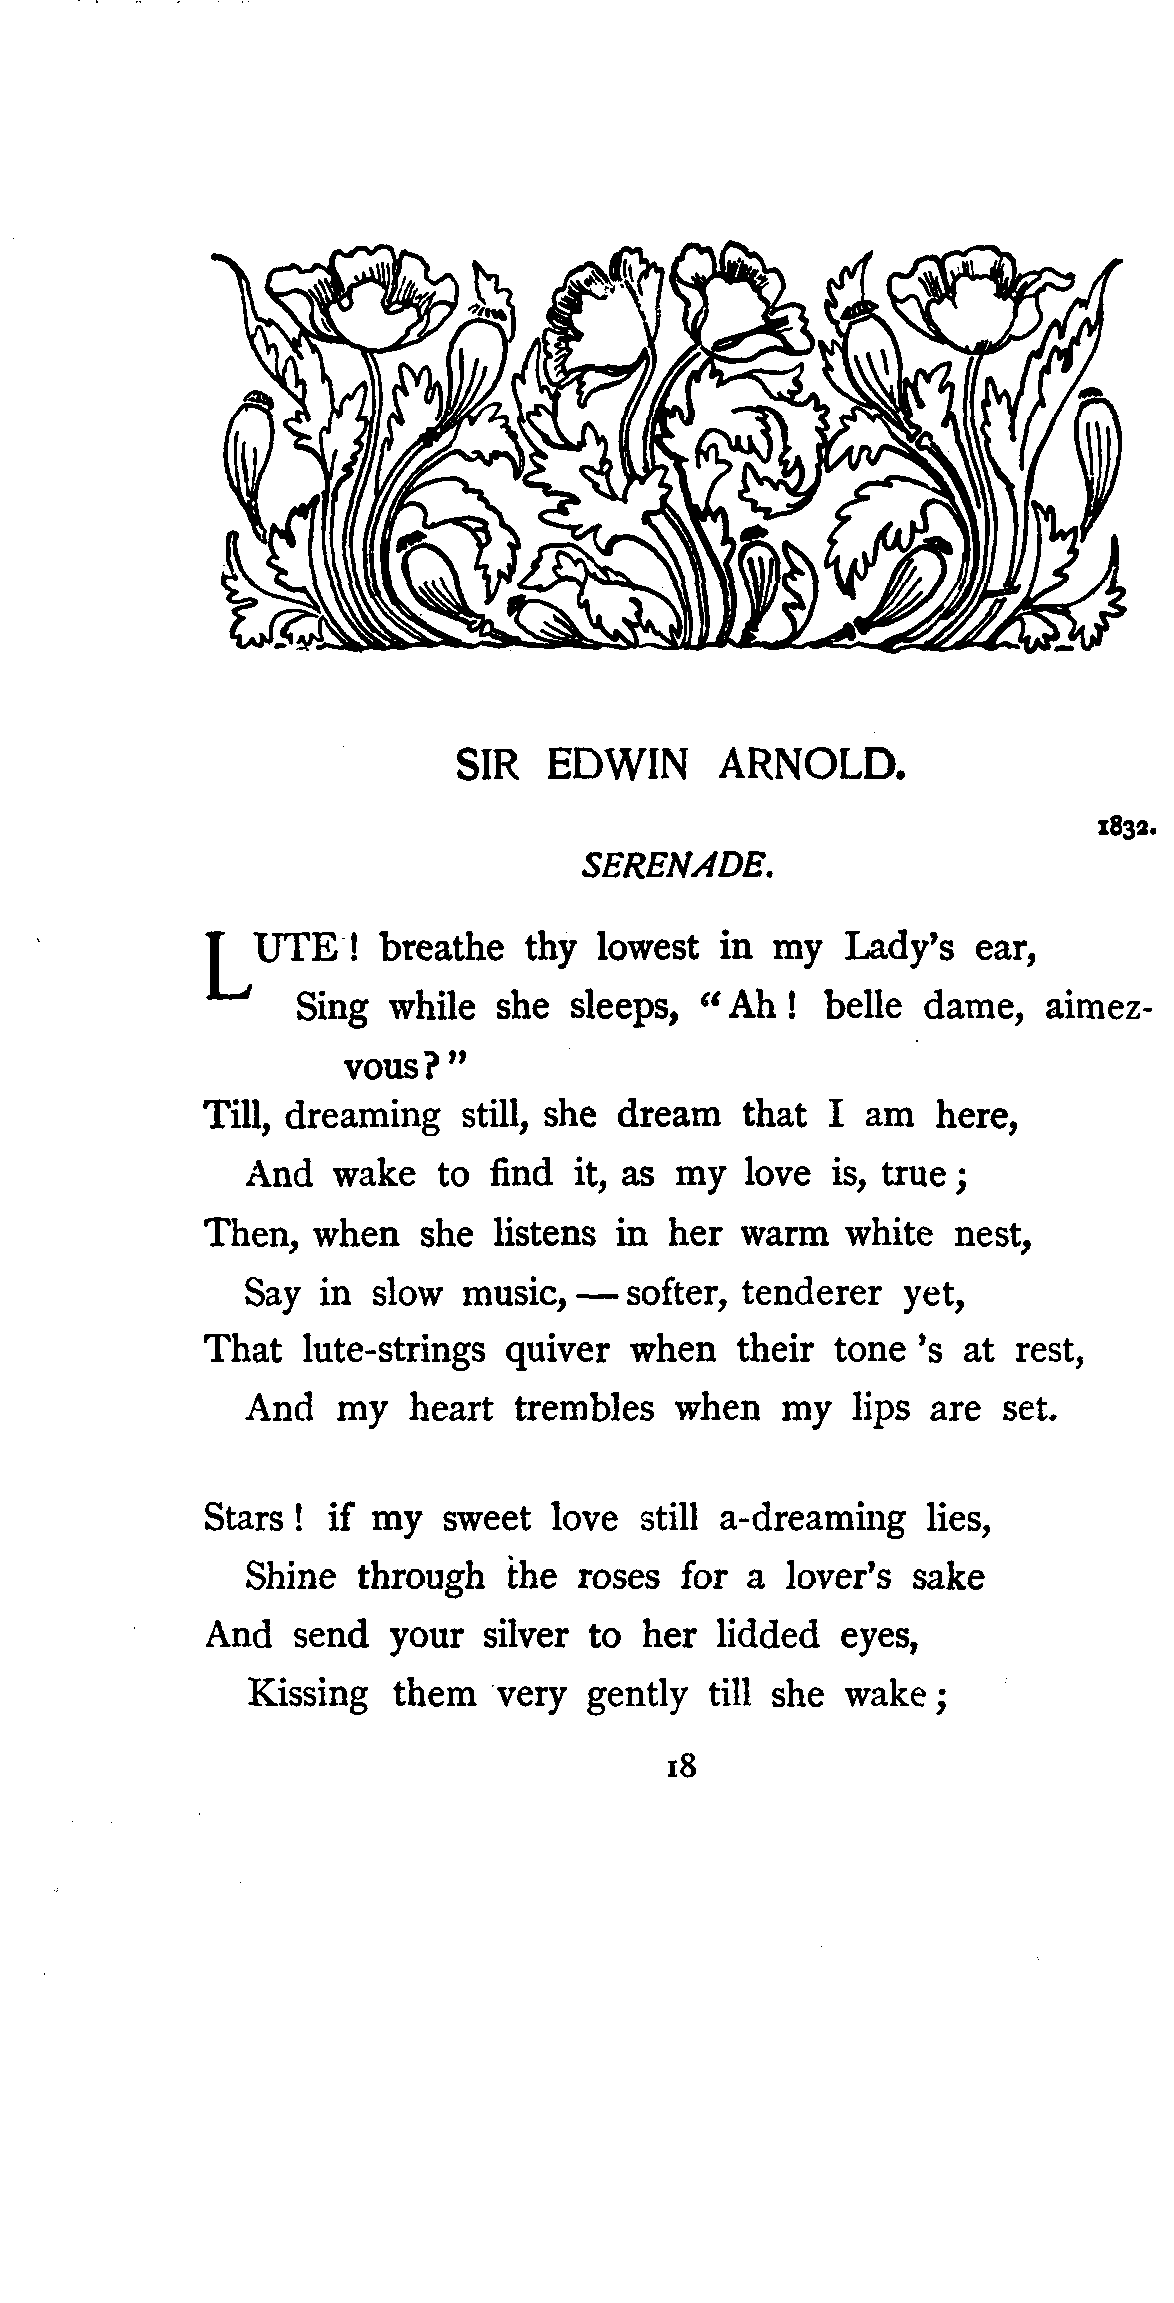 SIR EDWIN ARNOLD.
1832.
SERENADE.
LUTE! breathe thy lowest in my Lady's ear,
Sing while she sleeps, "Ah! belle dame, aimez-
vous?"
Till, dreaming still, she dream that I am here,
And wake to find it, as my love is, true;
Then, when she listens in her warm white nest,
Say in slow music,—softer, tenderer yet,
That lute-strings quiver when their tone 's at rest,
And my heart trembles when my lips are set.
Stars! if my sweet love still a-dreaming lies,
Shine through the roses for a lover's sake
And send your silver to her lidded eyes,
Kissing them very gently till she wake;
18